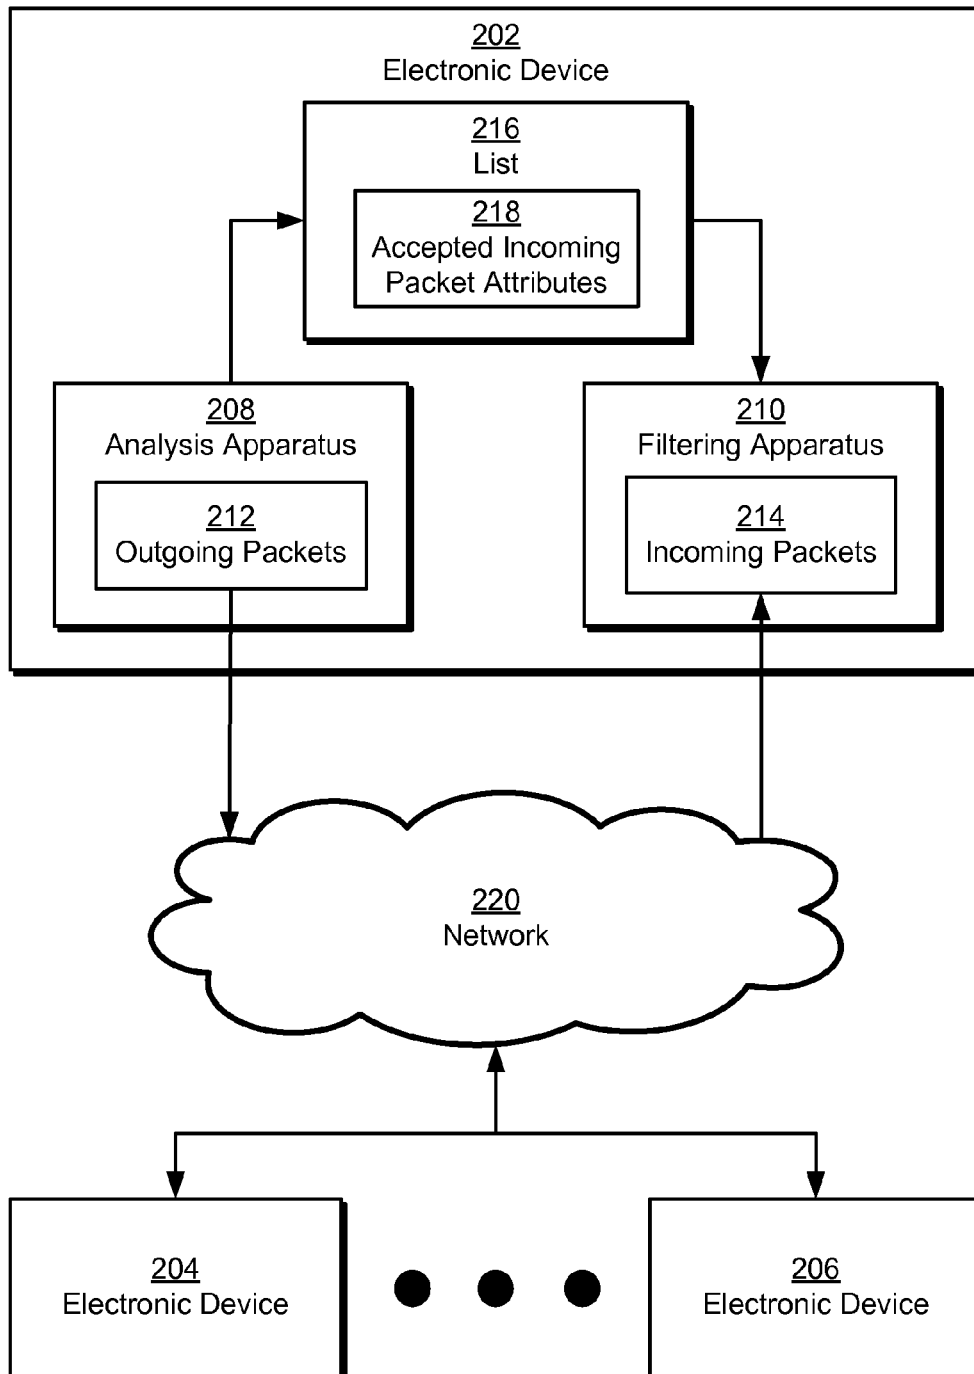 202
Electronic Device
216
List
218
Accepted Incoming
Packet Attributes
208
Analysis Apparatus
212
Outgoing Packets
210
Filtering Apparatus
214
Incoming Packets
220
Network
204
Electronic Device
206
Electronic Device